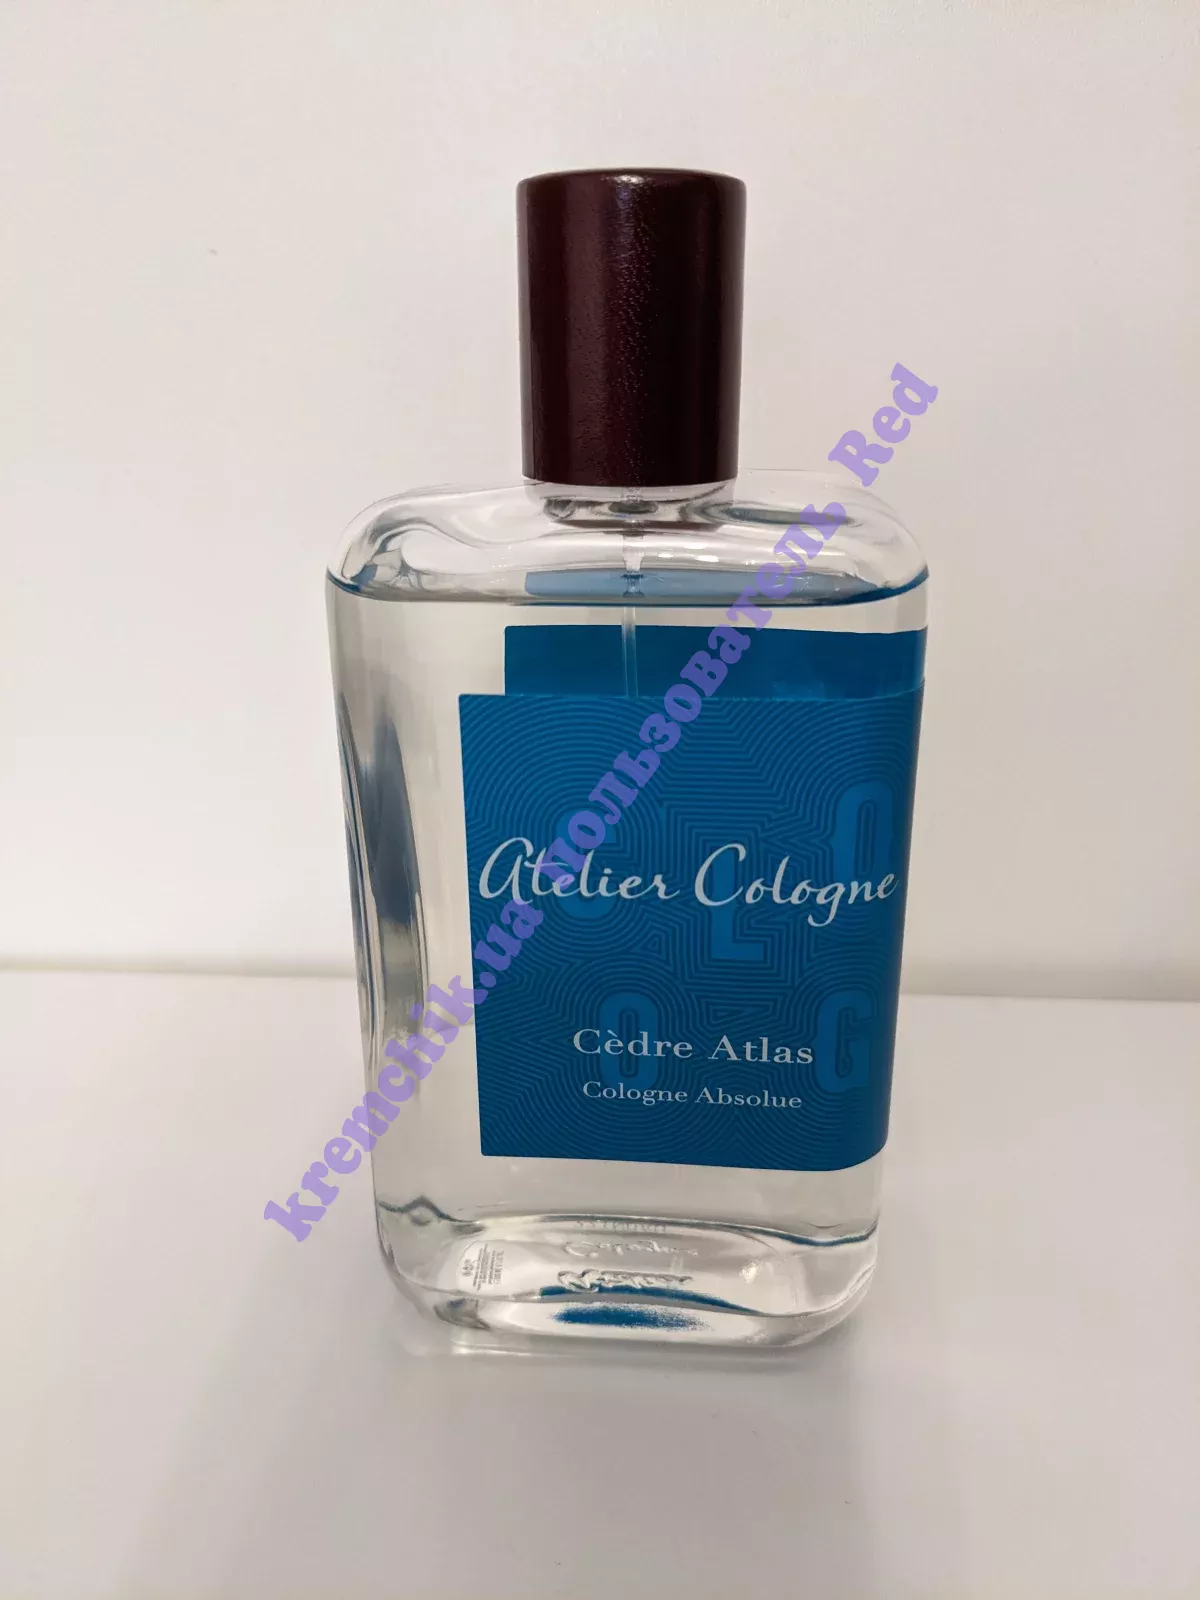 Atelier Cologne
C L O
O G
Cèdre Atlas
Cologne Absolue
kremchik.ua пользователь Red